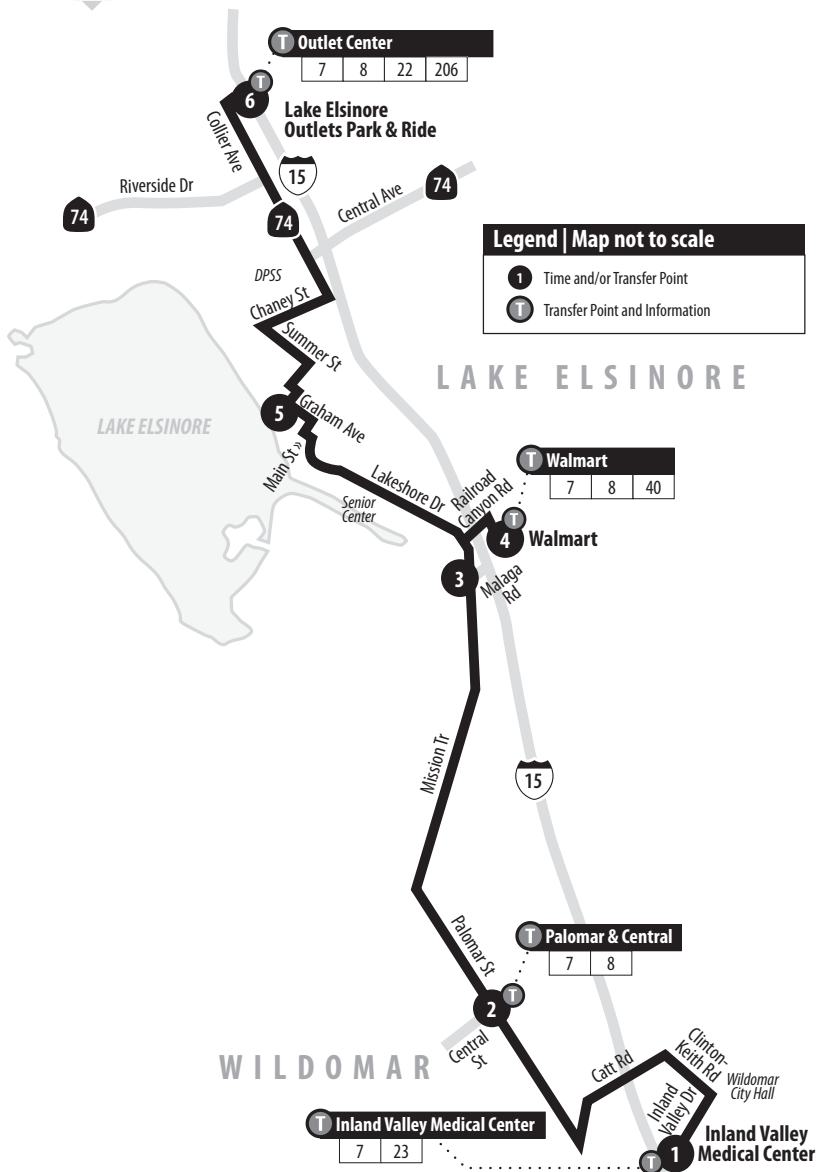 T Outlet Center
7 8 22 206
T
6
Lake Elsinore
Outlets Park & Ride
Collier Ave
15
Riverside Dr
74
Central Ave
74
74
Legend | Map not to scale
1 Time and/or Transfer Point
T Transfer Point and Information
DPSS
Chaney St
Summer St
LAKE ELSINORE
LAKE ELSINORE
5
Graham Ave
Main St »
Lakeshore Dr
Senior
Center
Railroad
Canyon Rd
T Walmart
7 8 40
T
4
Walmart
3
Malaga
Rd
Mission Tr
15
Palomar St
T Palomar & Central
7 8
T
2
Central
St
WILDOMAR
Catt Rd
Clinton-
Keith Rd
Wildomar
City Hall
Inland
Valley Dr
T Inland Valley Medical Center
7 23
T
1
Inland Valley
Medical Center